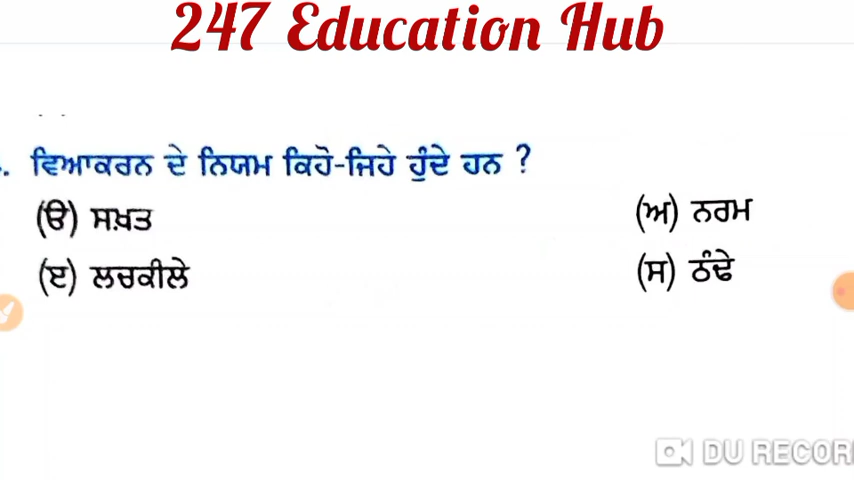 247 Education Hub
. ਵਿਆਕਰਨ ਦੇ ਨਿਯਮ ਕਿਹੋ-ਜਿਹੇ ਹੁੰਦੇ ਹਨ ?
(ੳ) ਸਖ਼ਤ (ਅ) ਨਰਮ
(ੲ) ਲਚਕੀਲੇ (ਸ) ਠੰਢੇ
DU RECOR